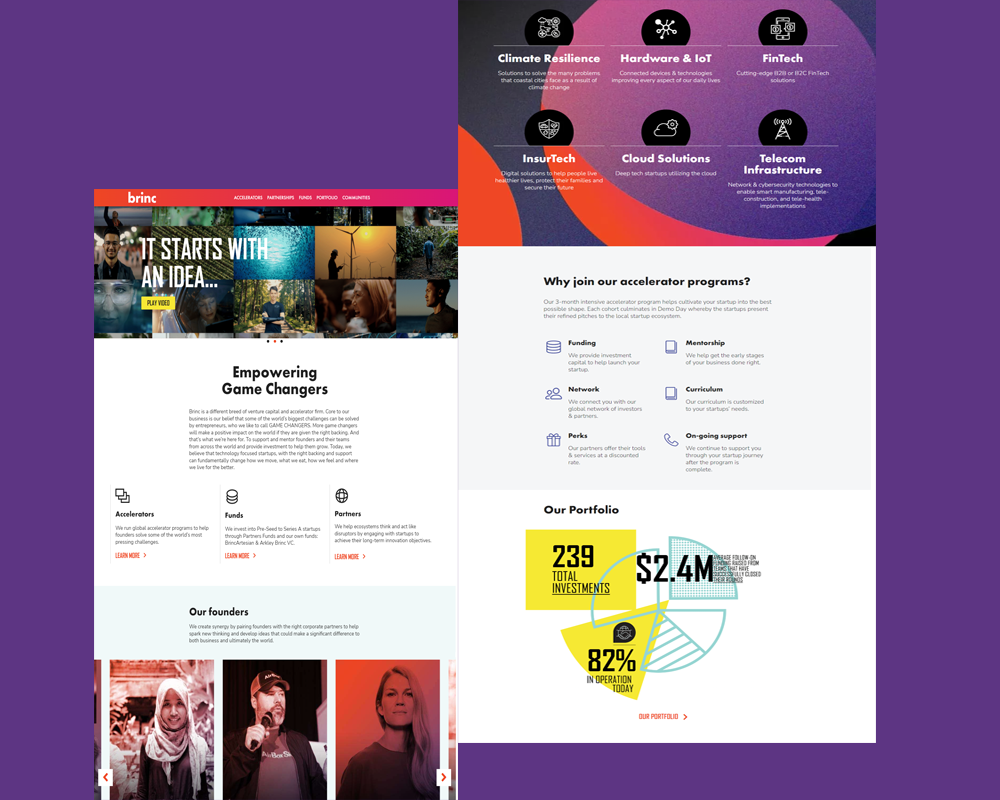 brinc
ACCELERATORS PARTNERSHIPS FUNDS PORTFOLIO COMMUNITIES
IT STARTS WITH
AN IDEA...
PLAY VIDEO
Empowering
Game Changers
Brinc is a different breed of venture capital and accelerator firm. Core to our
business is our belief that some of the world's biggest challenges can be solved
by entrepreneurs, who we like to call GAME CHANGERS. More game changers
will make a positive impact on the world if they are given the right backing. And
that's what we're here for. To support and mentor founders and their teams
from across the world and provide investment to help them grow. Today, we
believe that technology focused startups, with the right backing and support
can fundamentally change how we move, what we eat, how we feel and where
we live for the better.
Accelerators
We run global accelerator programs to help
founders solve some of the world's most
pressing challenges.
LEARN MORE
Funds
We invest into Pre-Seed to Series A startups
through Partners Funds and our own funds:
BrincArtesian & Arkley Brinc VC.
LEARN MORE
Partners
We help ecosystems think and act like
disruptors by engaging with startups to
achieve their long-term innovation objectives.
LEARN MORE
Our founders
We create synergy by pairing founders with the right corporate partners to help
spark new thinking and develop ideas that could make a significant difference to
both business and ultimately the world.
Climate Resilience
Solutions to solve the many problems
that coastal cities face as a result of
climate change
Hardware & IoT
Connected devices & technologies
improving every aspect of our daily lives
FinTech
Cutting-edge B2B or B2C FinTech
solutions
InsurTech
Digital solutions to help people live
healthier lives, protect their families and
secure their future
Cloud Solutions
Deep tech startups utilizing the cloud
Telecom
Infrastructure
Network & cybersecurity technologies to
enable smart manufacturing, tele-
construction, and tele-health
implementations
Why join our accelerator programs?
Our 3-month intensive accelerator program helps cultivate your startup into the best
possible shape. Each cohort culminates in Demo Day whereby the startups present
their refined pitches to the local startup ecosystem.
Funding
We provide investment
capital to help launch your
startup.
Mentorship
We help get the early stages
of your business done right.
Network
We connect you with our
global network of investors
& partners.
Curriculum
Our curriculum is customized
to your startups' needs.
Perks
Our partners offer their tools
& services at a discounted
rate.
On-going support
We continue to support you
through your startup journey
after the program is
complete.
Our Portfolio
239
TOTAL
INVESTMENTS
$2.4M
AVERAGE FOLLOW-ON
FUNDING RAISED FROM
TEAMS THAT HAVE
SUCCESSFULLY CLOSED
THEIR ROUNDS
82%
IN OPERATION
TODAY
OUR PORTFOLIO